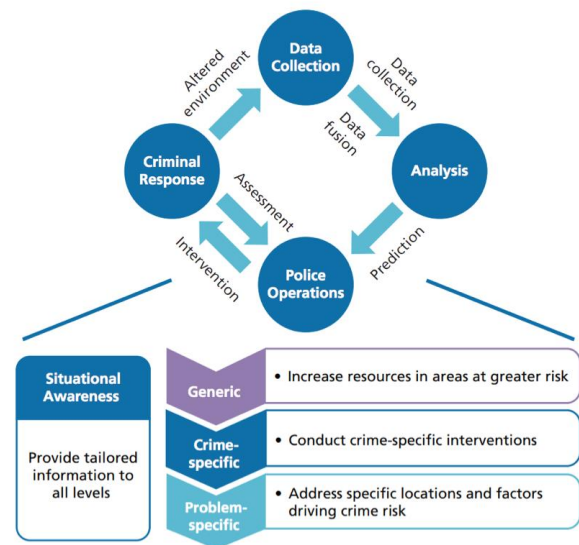 Data
Collection
Altered
environment
Data
collection
Data
fusion
Criminal
Response
Analysis
Assessment
Intervention
Prediction
Police
Operations
Situational
Awareness
Provide tailored
information to
all levels
Generic
• Increase resources in areas at greater risk
Crime-
specific
• Conduct crime-specific interventions
Problem-
specific
• Address specific locations and factors
driving crime risk